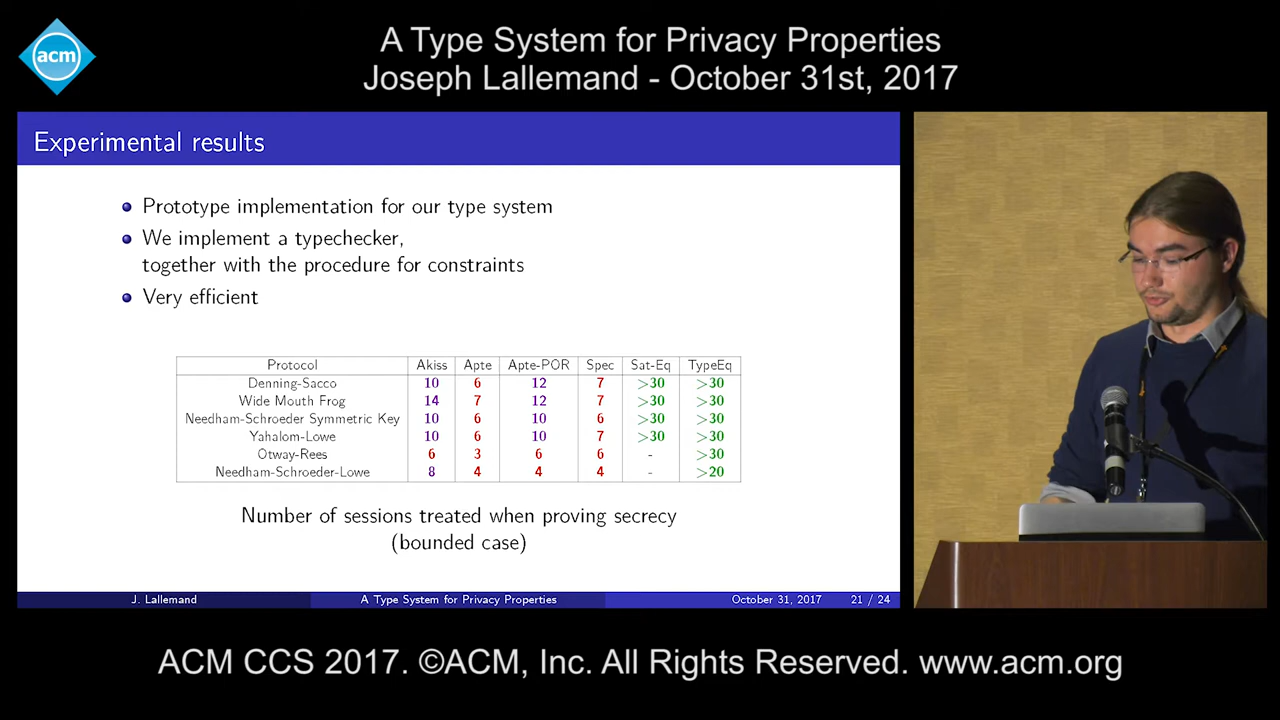 acm
A Type System for Privacy Properties
Joseph Lallemand - October 31st, 2017
Experimental results
Prototype implementation for our type system
We implement a typechecker,
together with the procedure for constraints
Very efficient
Protocol Akiss Apte Apte-POR Spec Sat-Eq TypeEq
Denning-Sacco 10 6 12 7 >30 >30
Wide Mouth Frog 14 7 12 7 >30 >30
Needham-Schroeder Symmetric Key 10 6 10 6 >30 >30
Yahalom-Lowe 10 6 10 7 >30 >30
Otway-Rees 6 3 6 6 - >30
Needham-Schroeder-Lowe 8 4 4 4 - >20
Number of sessions treated when proving secrecy
(bounded case)
J. Lallemand A Type System for Privacy Properties October 31, 2017 21 / 24
ACM CCS 2017. ©ACM, Inc. All Rights Reserved. www.acm.org